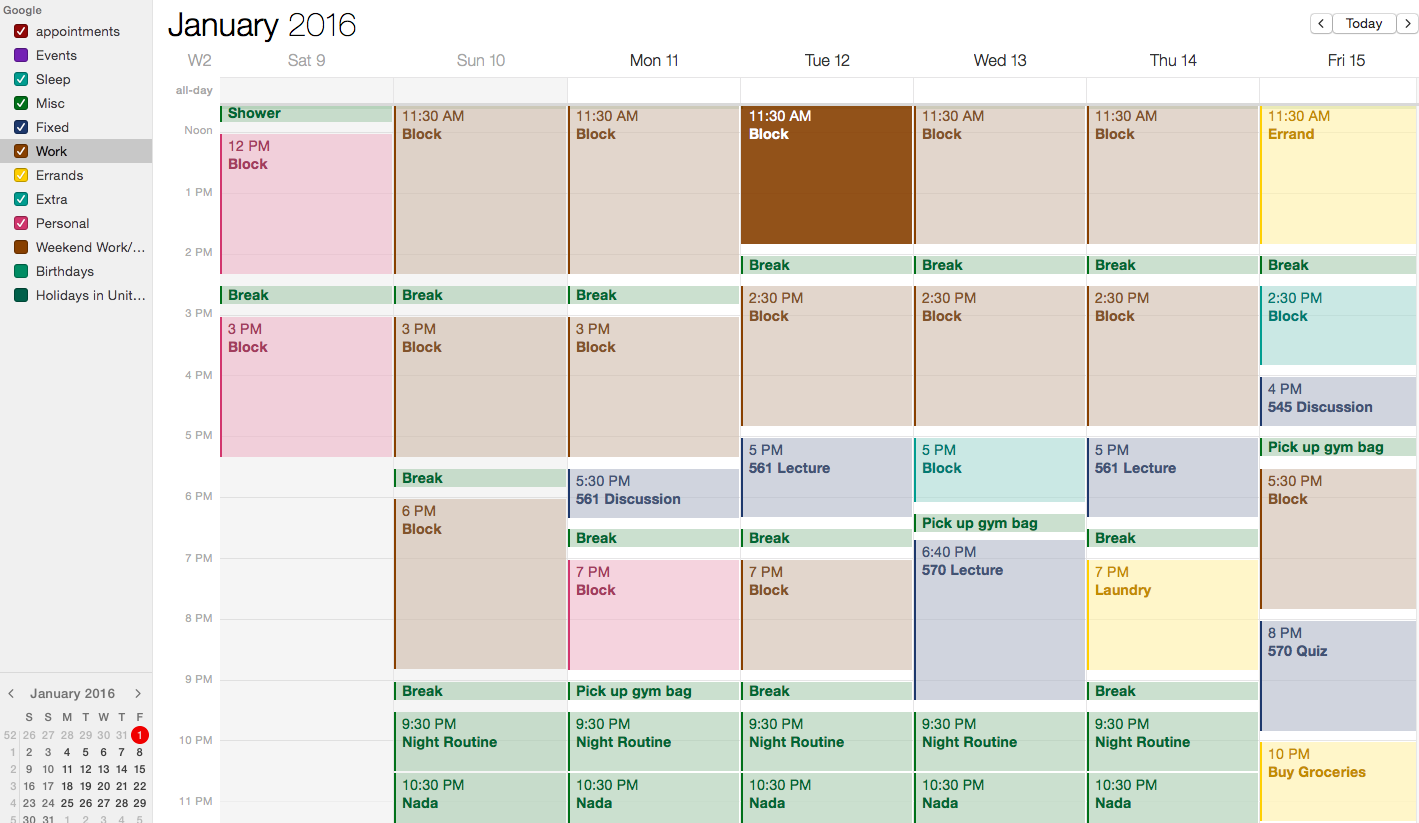 Google
appointments
Events
Sleep
Misc
Fixed
Work
Errands
Extra
Personal
Weekend Work/...
Birthdays
Holidays in Unit...
January 2016
S S M T W T F
52 26 27 28 29 30 31 1
1 2 3 4 5 6 7 8
2 9 10 11 12 13 14 15
3 16 17 18 19 20 21 22
4 23 24 25 26 27 28 29
5 30 31 1 2 3 4 5
January 2016
Today
W2 Sat 9 Sun 10 Mon 11 Tue 12 Wed 13 Thu 14 Fri 15
all-day
Noon
1 PM
2 PM
3 PM
4 PM
5 PM
6 PM
7 PM
8 PM
9 PM
10 PM
11 PM
Shower
12 PM
Block
Break
3 PM
Block
11:30 AM
Block
Break
3 PM
Block
Break
6 PM
Block
Break
9:30 PM
Night Routine
10:30 PM
Nada
11:30 AM
Block
Break
3 PM
Block
5:30 PM
561 Discussion
Break
7 PM
Block
Pick up gym bag
9:30 PM
Night Routine
10:30 PM
Nada
11:30 AM
Block
Break
2:30 PM
Block
5 PM
561 Lecture
Break
7 PM
Block
Break
9:30 PM
Night Routine
10:30 PM
Nada
11:30 AM
Block
Break
2:30 PM
Block
5 PM
Block
Pick up gym bag
6:40 PM
570 Lecture
9:30 PM
Night Routine
10:30 PM
Nada
11:30 AM
Block
Break
2:30 PM
Block
5 PM
561 Lecture
Break
7 PM
Laundry
Break
9:30 PM
Night Routine
10:30 PM
Nada
11:30 AM
Errand
Break
2:30 PM
Block
4 PM
545 Discussion
Pick up gym bag
5:30 PM
Block
8 PM
570 Quiz
10 PM
Buy Groceries